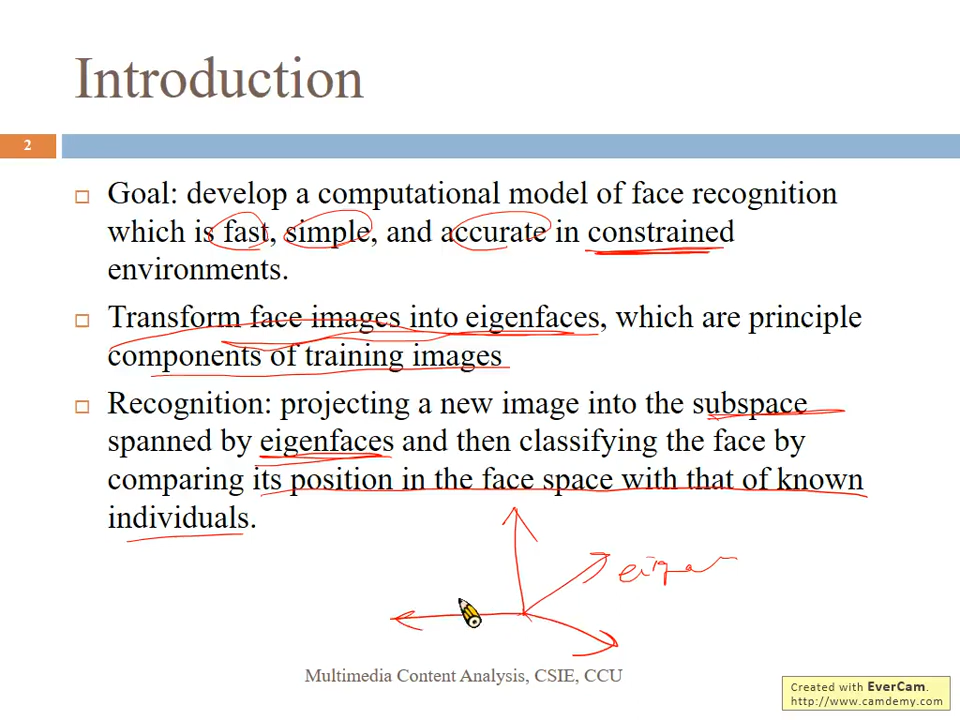 Introduction
2
Goal: develop a computational model of face recognition
which is fast, simple, and accurate in constrained
environments.
Transform face images into eigenfaces, which are principle
components of training images
Recognition: projecting a new image into the subspace
spanned by eigenfaces and then classifying the face by
comparing its position in the face space with that of known
individuals.
Multimedia Content Analysis, CSIE, CCU
Created with EverCam.
http://www.camdemy.com